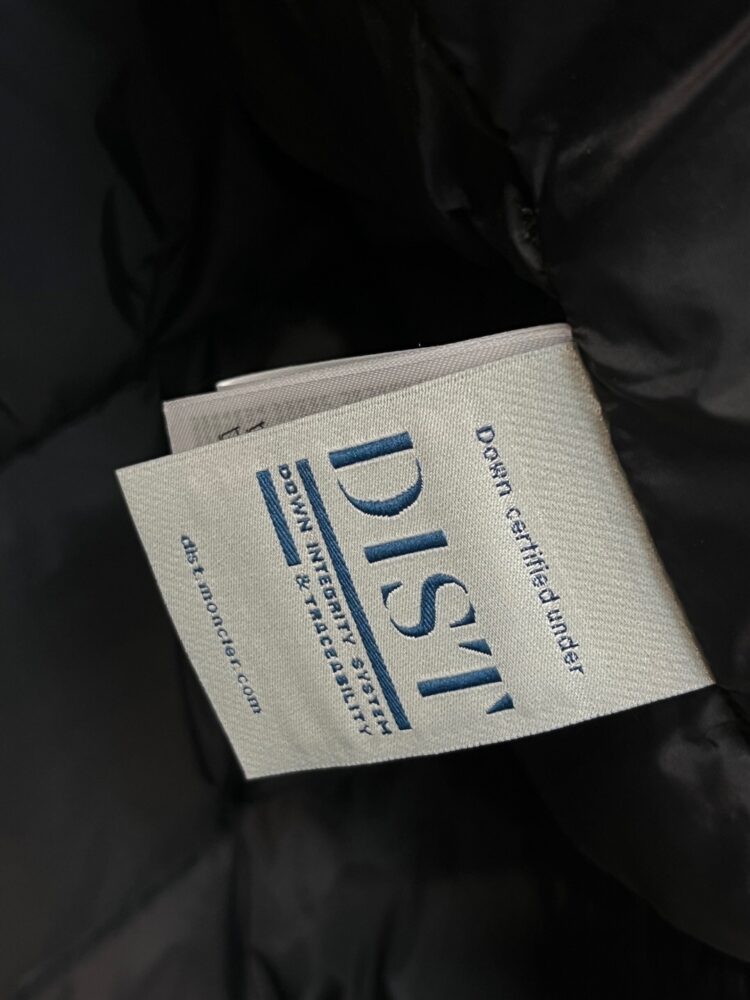 Down certified under
DIST
DOWN INTEGRITY SYSTEM
& TRACEABILITY
dist.moncler.com